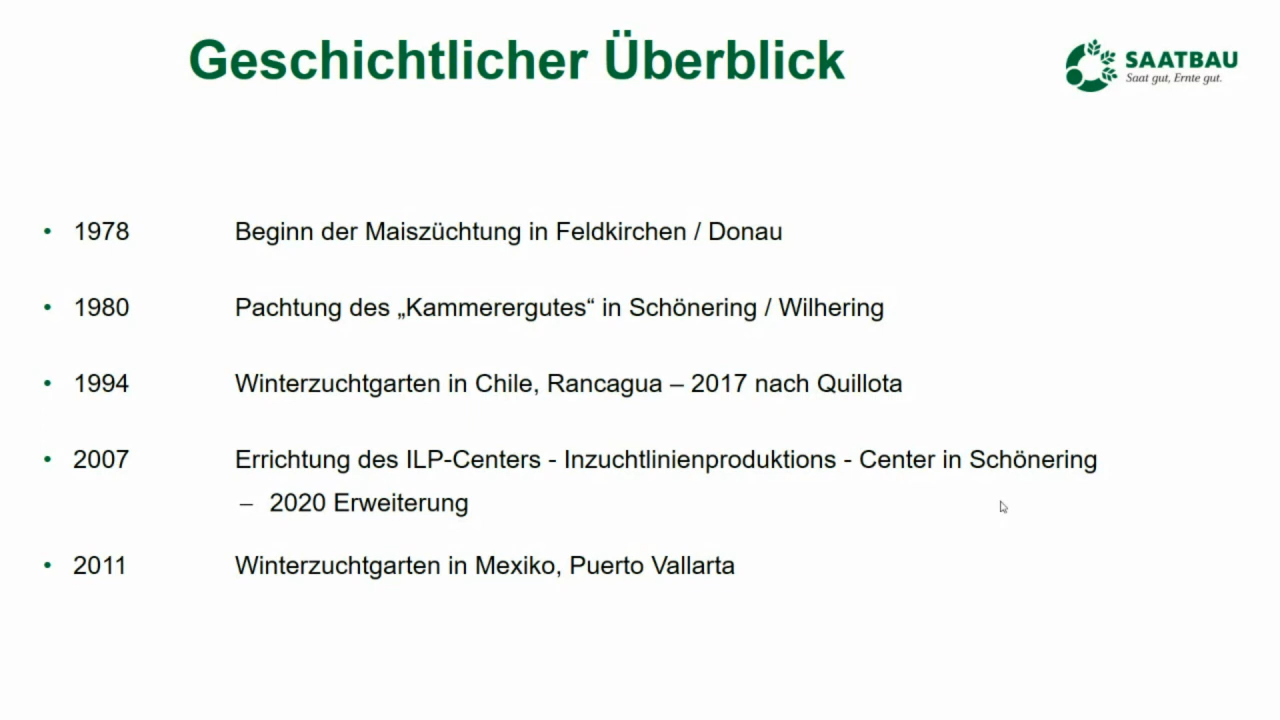 Geschichtlicher Überblick
SAATBAU
Saat gut, Ernte gut.
• 1978 Beginn der Maiszüchtung in Feldkirchen / Donau
• 1980 Pachtung des „Kammerergutes“ in Schönering / Wilhering
• 1994 Winterzuchtgarten in Chile, Rancagua – 2017 nach Quillota
• 2007 Errichtung des ILP-Centers - Inzuchtlinienproduktions - Center in Schönering
– 2020 Erweiterung
• 2011 Winterzuchtgarten in Mexiko, Puerto Vallarta